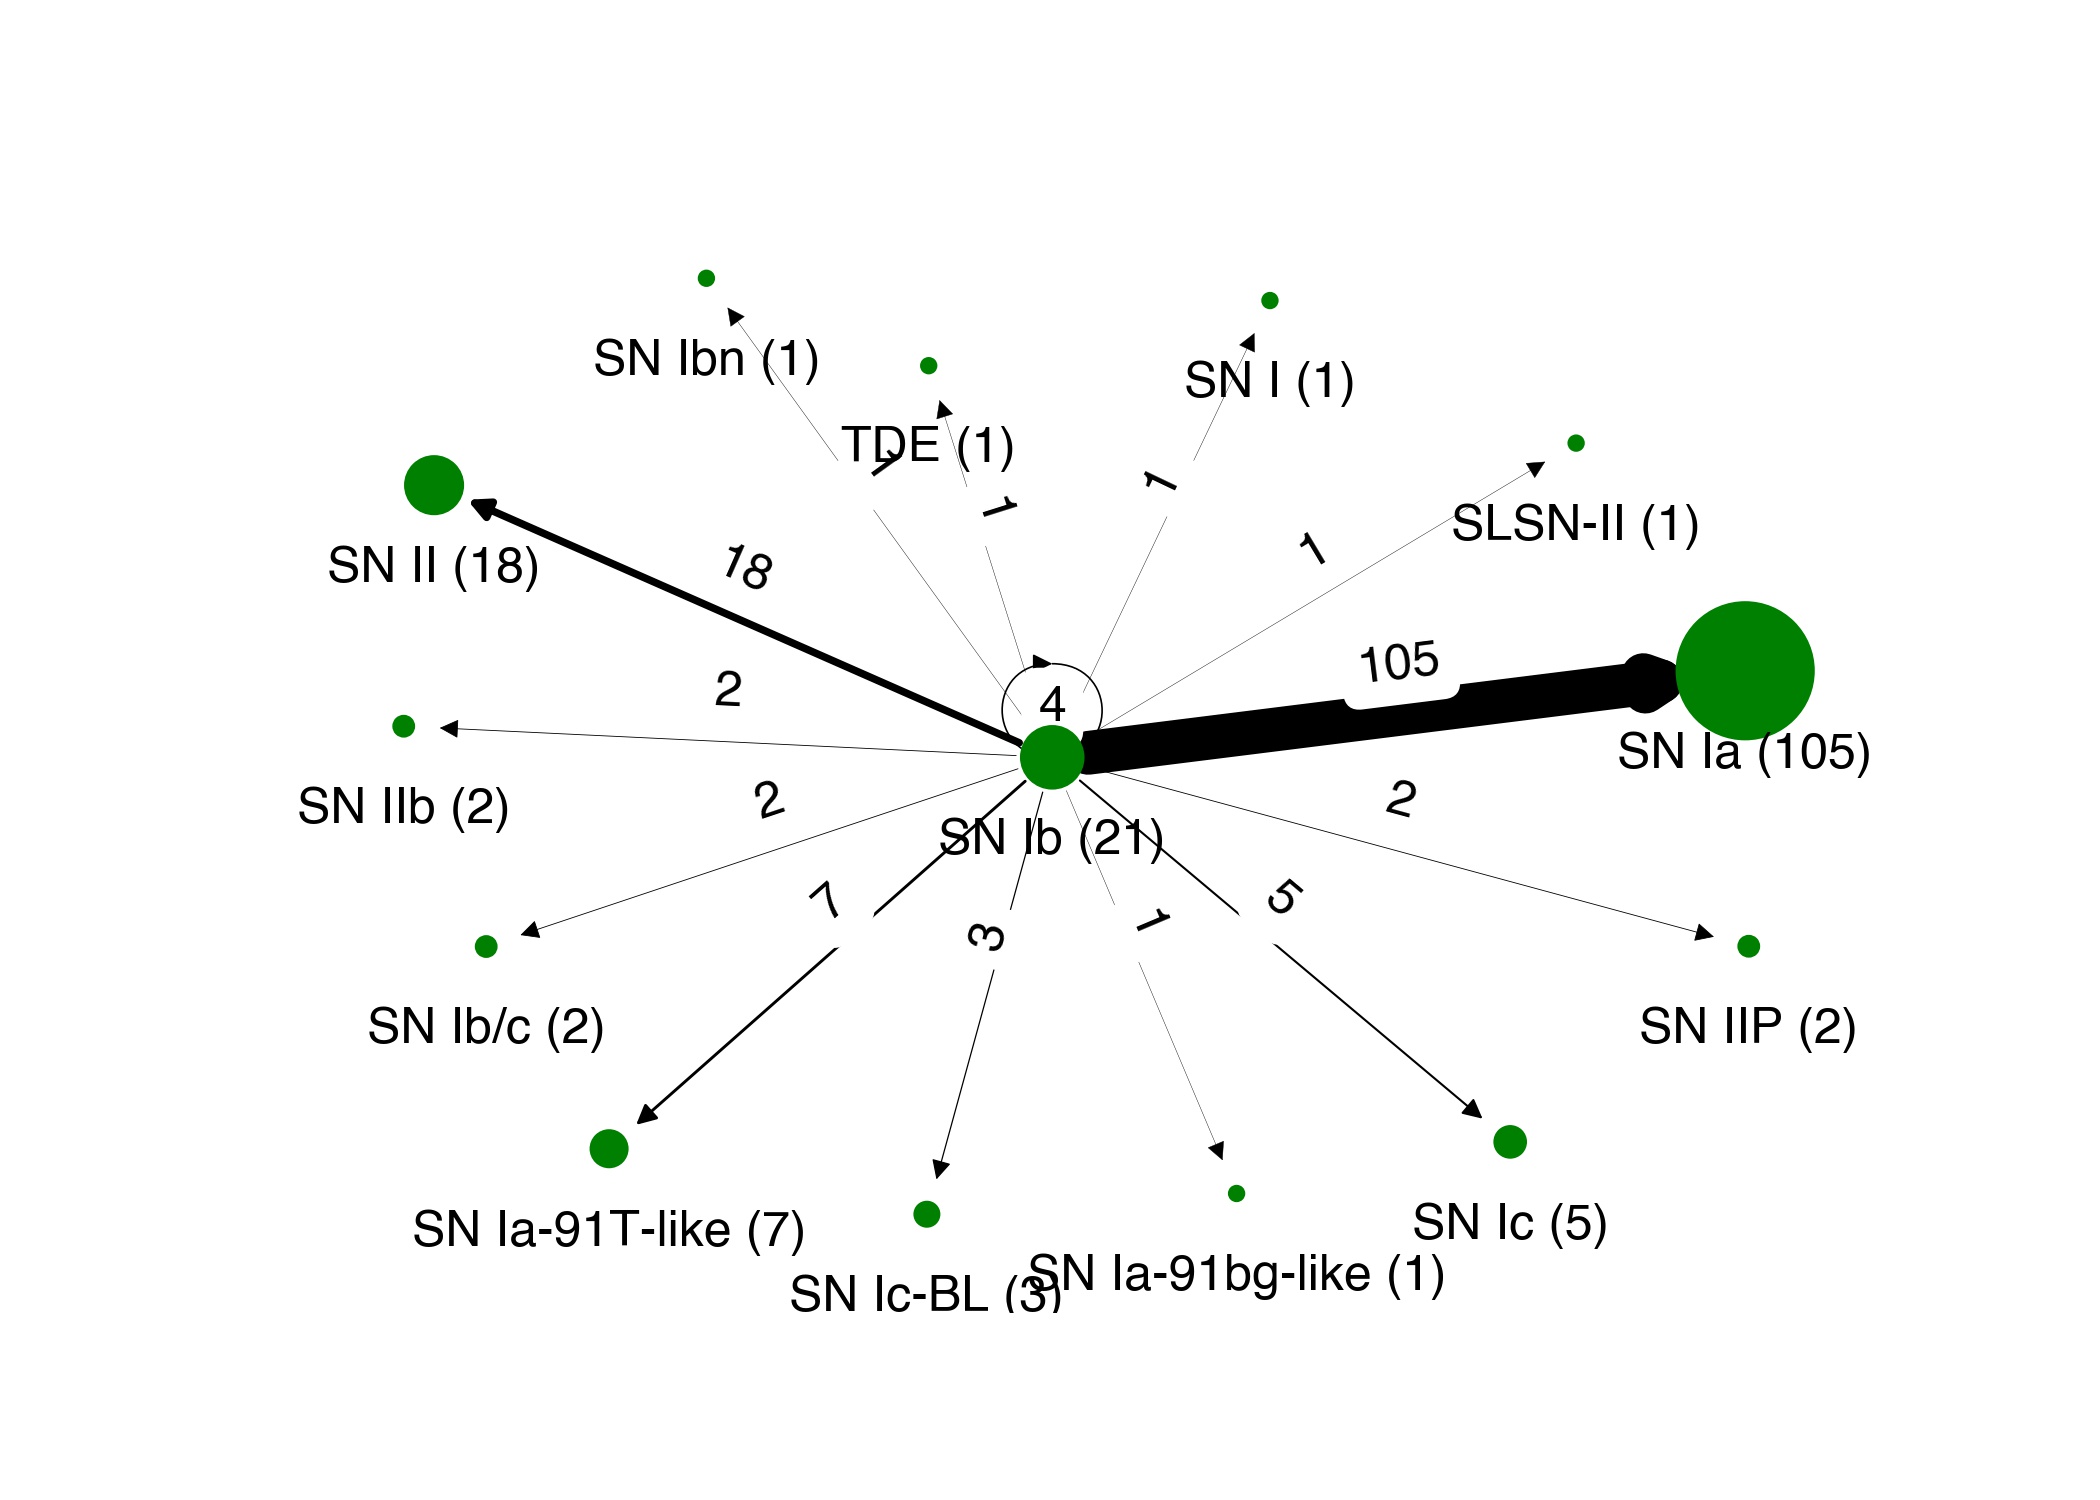 SN Ibn (1)
SN I (1)
TDE (1)
1
1
1
SLSN-II (1)
1
SN II (18)
18
105
2
4
SN Ia (105)
SN IIb (2)
2
2
SN Ib (21)
7
3
1
5
SN Ib/c (2)
SN IIP (2)
SN Ia-91T-like (7)
SN Ic (5)
SN Ic-BL (3)
SN Ia-91bg-like (1)